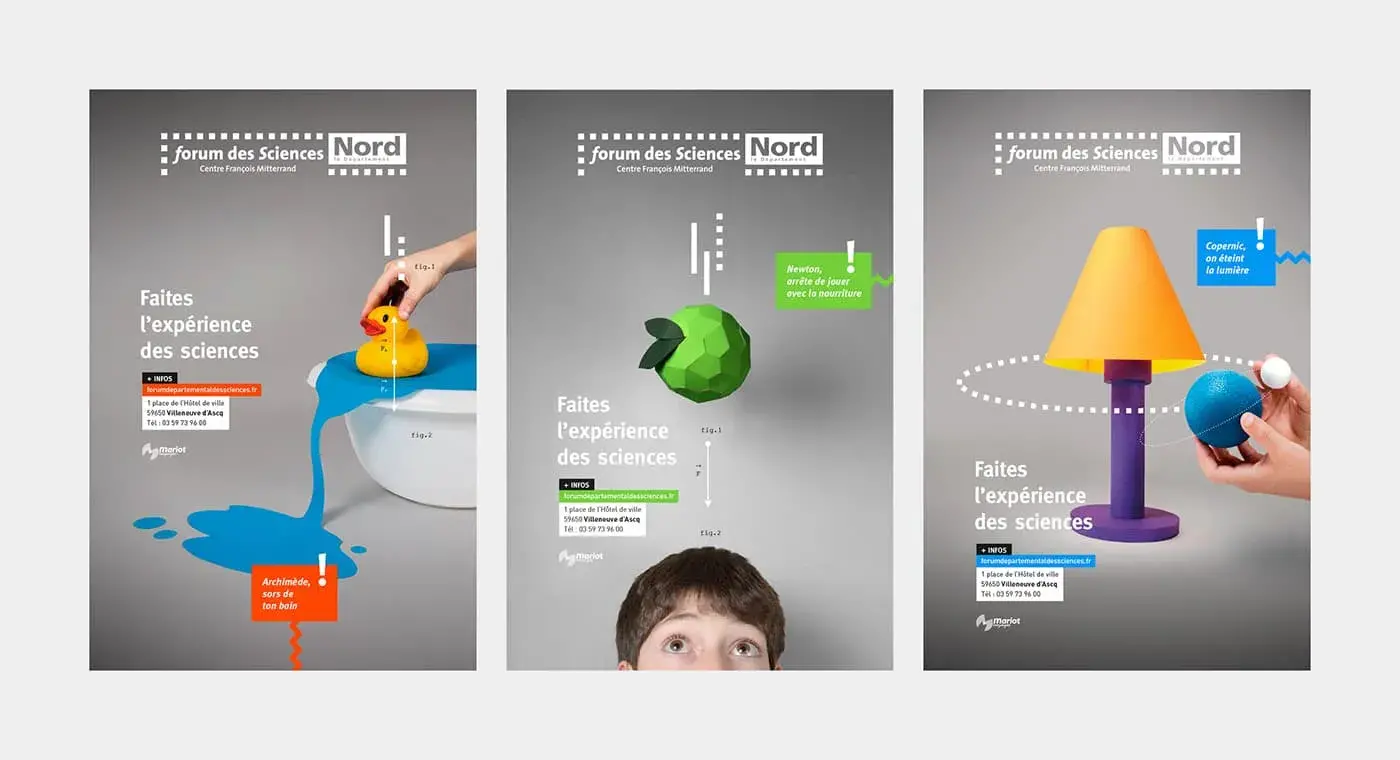 forum des Sciences
Nord
le Département
Centre François Mitterrand
fig.1
Faites
l'expérience
des sciences
+ INFOS
forumdepartementaldessciences.fr
1 place de l'Hôtel de ville
59650 Villeneuve d'Ascq
Tél : 03 59 73 96 00
fig.2
mariot
Archimède,
sors de
ton bain
!
forum des Sciences
Nord
le Département
Centre François Mitterrand
!
Newton,
arrête de jouer
avec la nourriture
Faites
l'expérience
des sciences
fig.1
F
+ INFOS
forumdepartementaldessciences.fr
1 place de l'Hôtel de ville
59650 Villeneuve d'Ascq
Tél : 03 59 73 96 00
fig.2
mariot
forum des Sciences
Nord
le Département
Centre François Mitterrand
!
Copernic,
on éteint
la lumière
Faites
l'expérience
des sciences
+ INFOS
forumdepartementaldessciences.fr
1 place de l'Hôtel de ville
59650 Villeneuve d'Ascq
Tél : 03 59 73 96 00
mariot